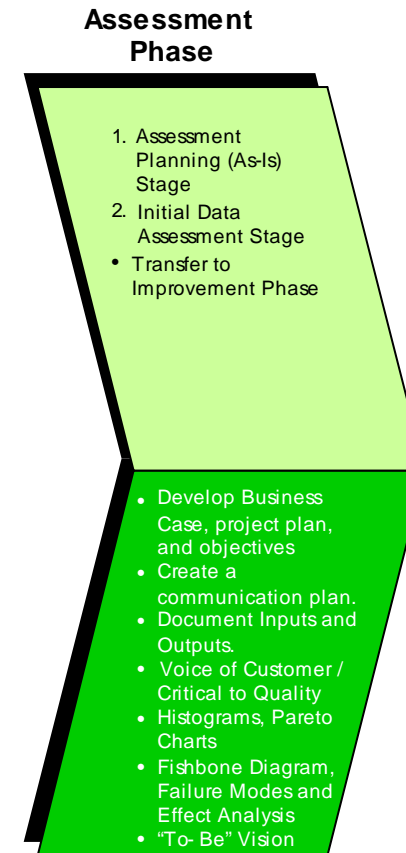 Assessment
Phase
1. Assessment
Planning (As-Is)
Stage
2. Initial Data
Assessment Stage
• Transfer to
Improvement Phase
• Develop Business
Case, project plan,
and objectives
• Create a
communication plan.
• Document Inputs and
Outputs.
• Voice of Customer /
Critical to Quality
• Histograms, Pareto
Charts
• Fishbone Diagram,
Failure Modes and
Effect Analysis
• “To- Be” Vision